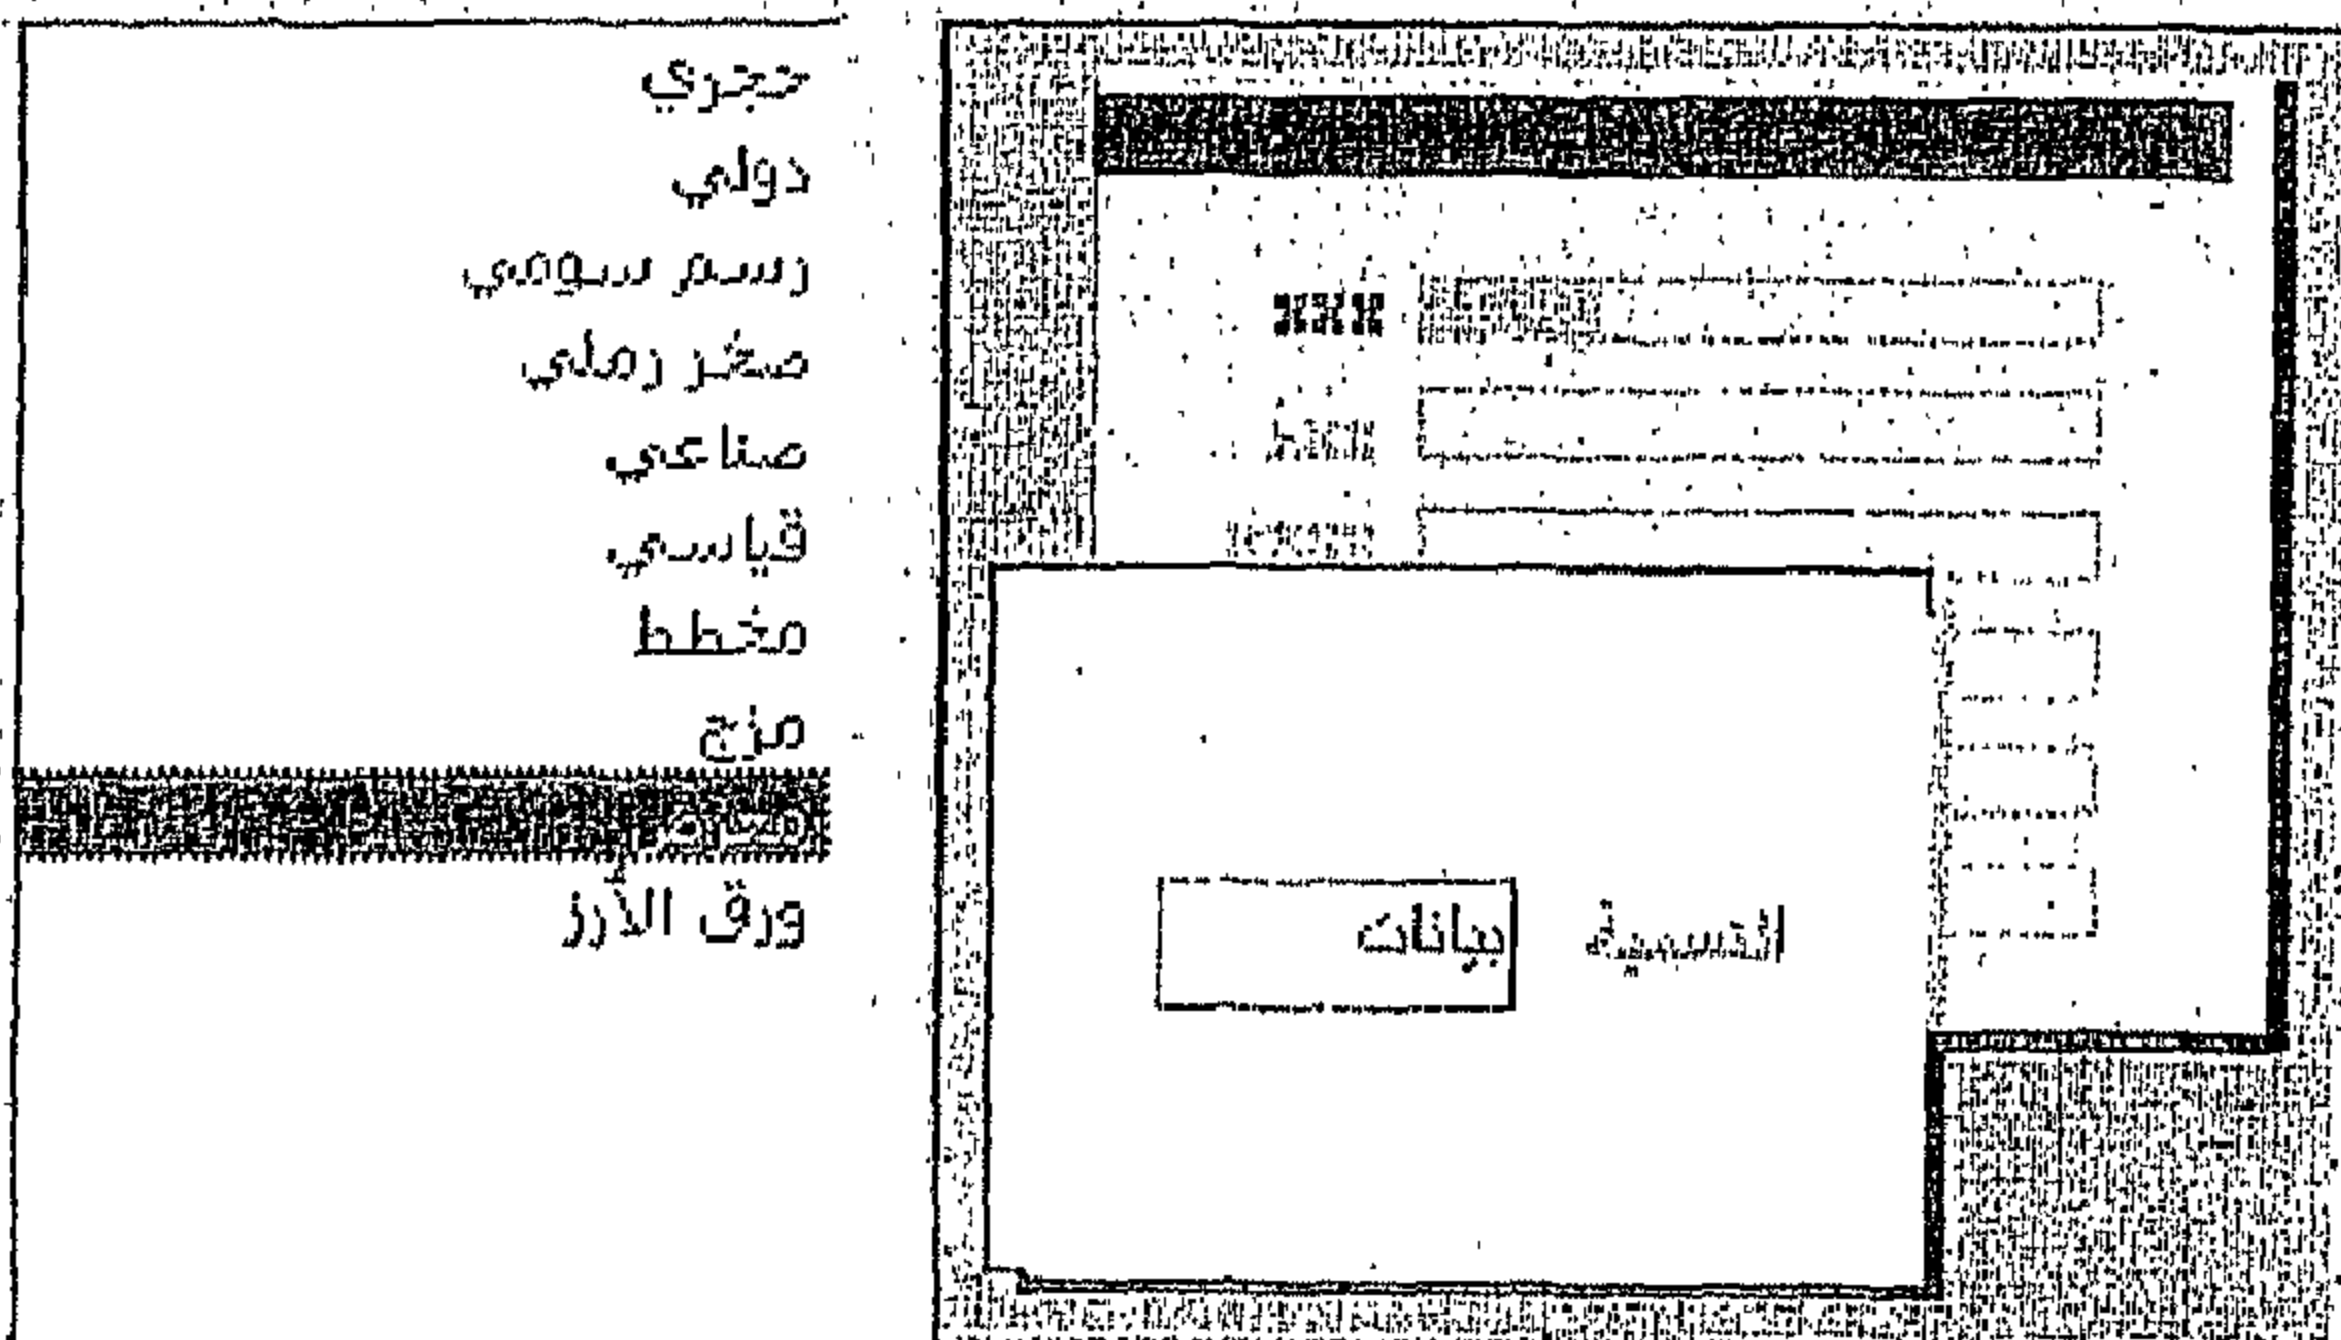 حجري
دولي
رسم سومي
صخر رملي
صناعي
قياسي
مخطط
مزج
ورق الأرز
التسمية بيانات